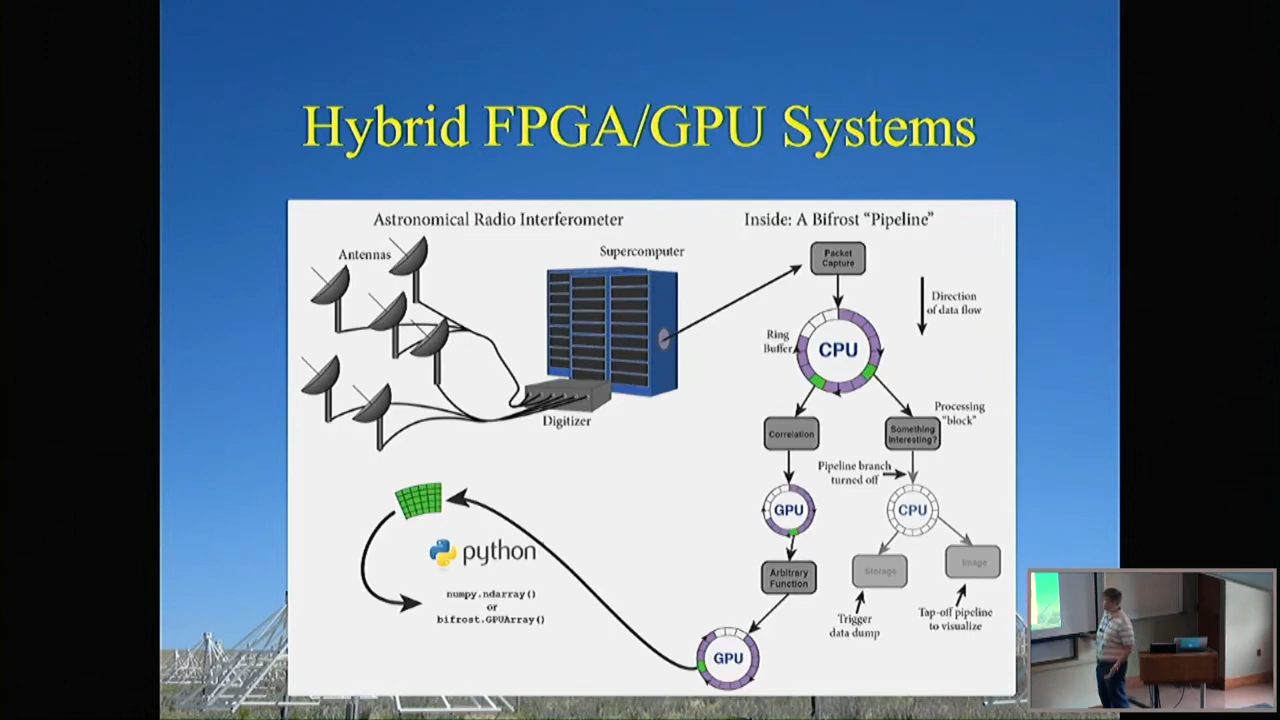 Hybrid FPGA/GPU Systems
Astronomical Radio Interferometer
Antennas
Supercomputer
Digitizer
python
numpy.ndarray()
or
bifrost.GPUArray()
Inside: A Bifrost "Pipeline"
Packet
Capture
Direction
of data flow
Ring
Buffer
CPU
Correlation
Something
Interesting?
Processing
"block"
Pipeline branch
turned off
GPU
CPU
Arbitrary
Function
Storage
Image
Trigger
data dump
Tap-off pipeline
to visualize
GPU